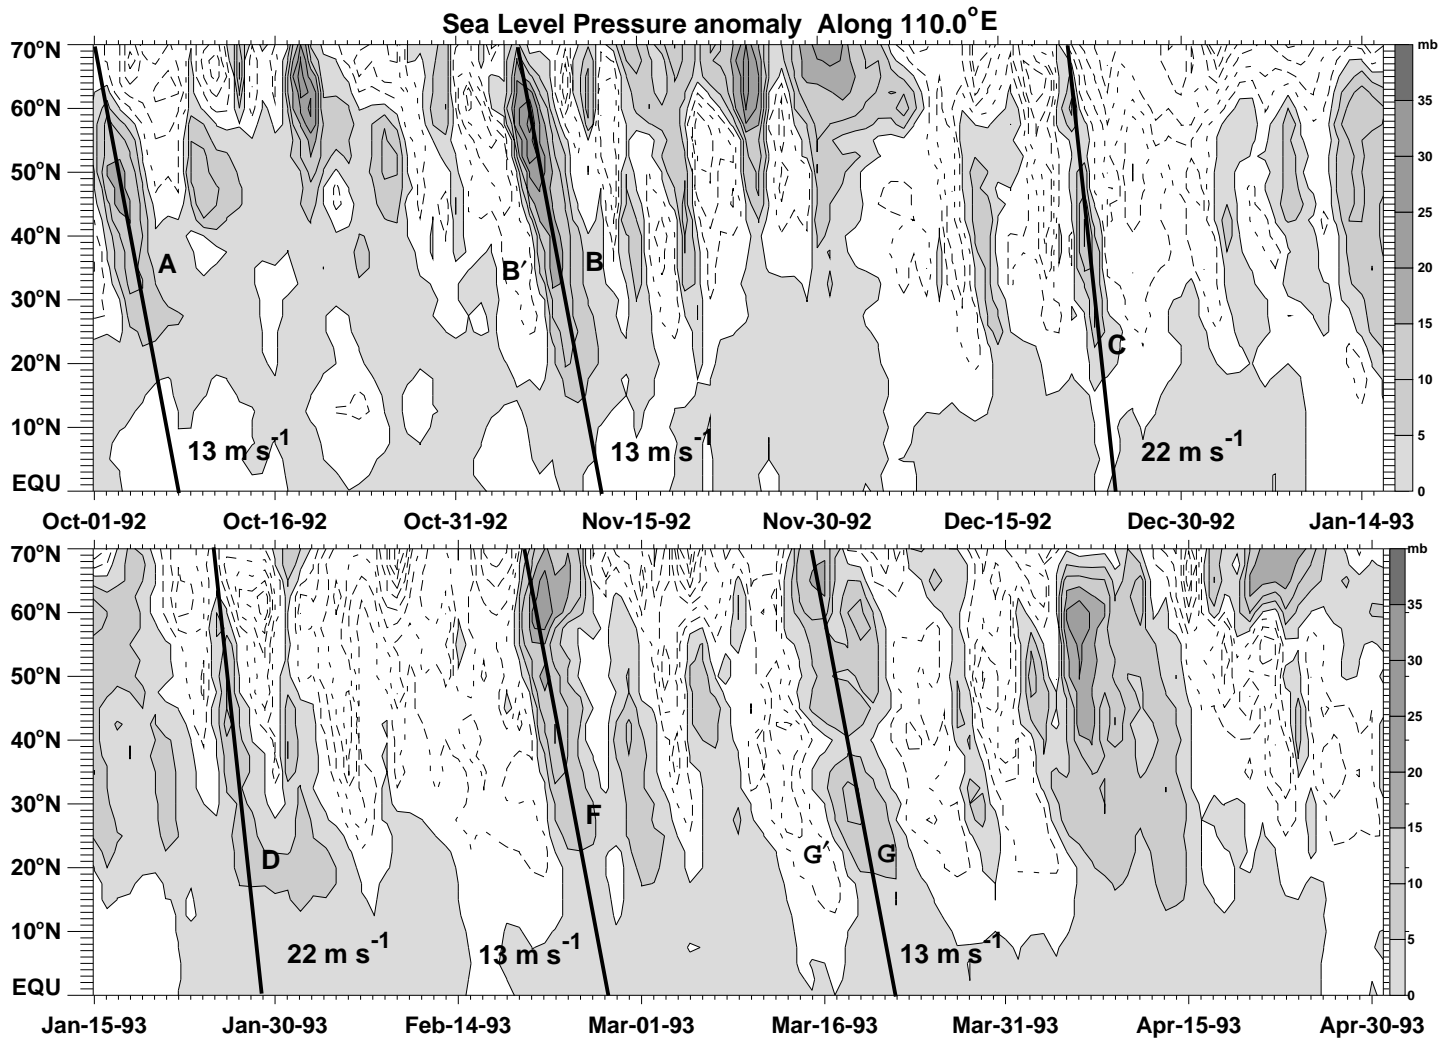 Sea Level Pressure anomaly Along 110.0°E
70°N
60°N
50°N
40°N
30°N
20°N
10°N
EQU
A
B′
B
C
13 m s-1
13 m s-1
22 m s-1
mb
35
30
25
20
15
10
5
0
Oct-01-92 Oct-16-92 Oct-31-92 Nov-15-92 Nov-30-92 Dec-15-92 Dec-30-92 Jan-14-93
70°N
60°N
50°N
40°N
30°N
20°N
10°N
EQU
D
F
G′
G
22 m s-1
13 m s-1
13 m s-1
mb
35
30
25
20
15
10
5
0
Jan-15-93 Jan-30-93 Feb-14-93 Mar-01-93 Mar-16-93 Mar-31-93 Apr-15-93 Apr-30-93